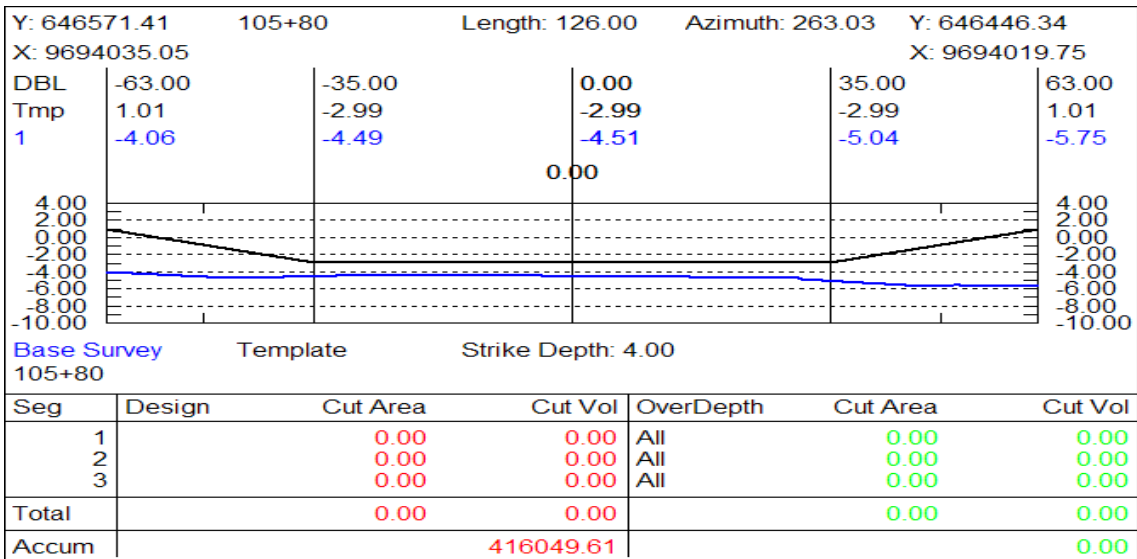 Y: 646571.41 105+80 Length: 126.00 Azimuth: 263.03 Y: 646446.34
X: 9694035.05 X: 9694019.75
DBL -63.00 -35.00 0.00 35.00 63.00
Tmp 1.01 -2.99 -2.99 -2.99 1.01
1 -4.06 -4.49 -4.51 -5.04 -5.75
0.00
4.00 4.00
2.00 2.00
0.00 0.00
-2.00 -2.00
-4.00 -4.00
-6.00 -6.00
-8.00 -8.00
-10.00 -10.00
Base Survey Template Strike Depth: 4.00
105+80
Seg Design Cut Area Cut Vol OverDepth Cut Area Cut Vol
1 0.00 0.00 All 0.00 0.00
2 0.00 0.00 All 0.00 0.00
3 0.00 0.00 All 0.00 0.00
Total 0.00 0.00 0.00 0.00
Accum 416049.61 0.00